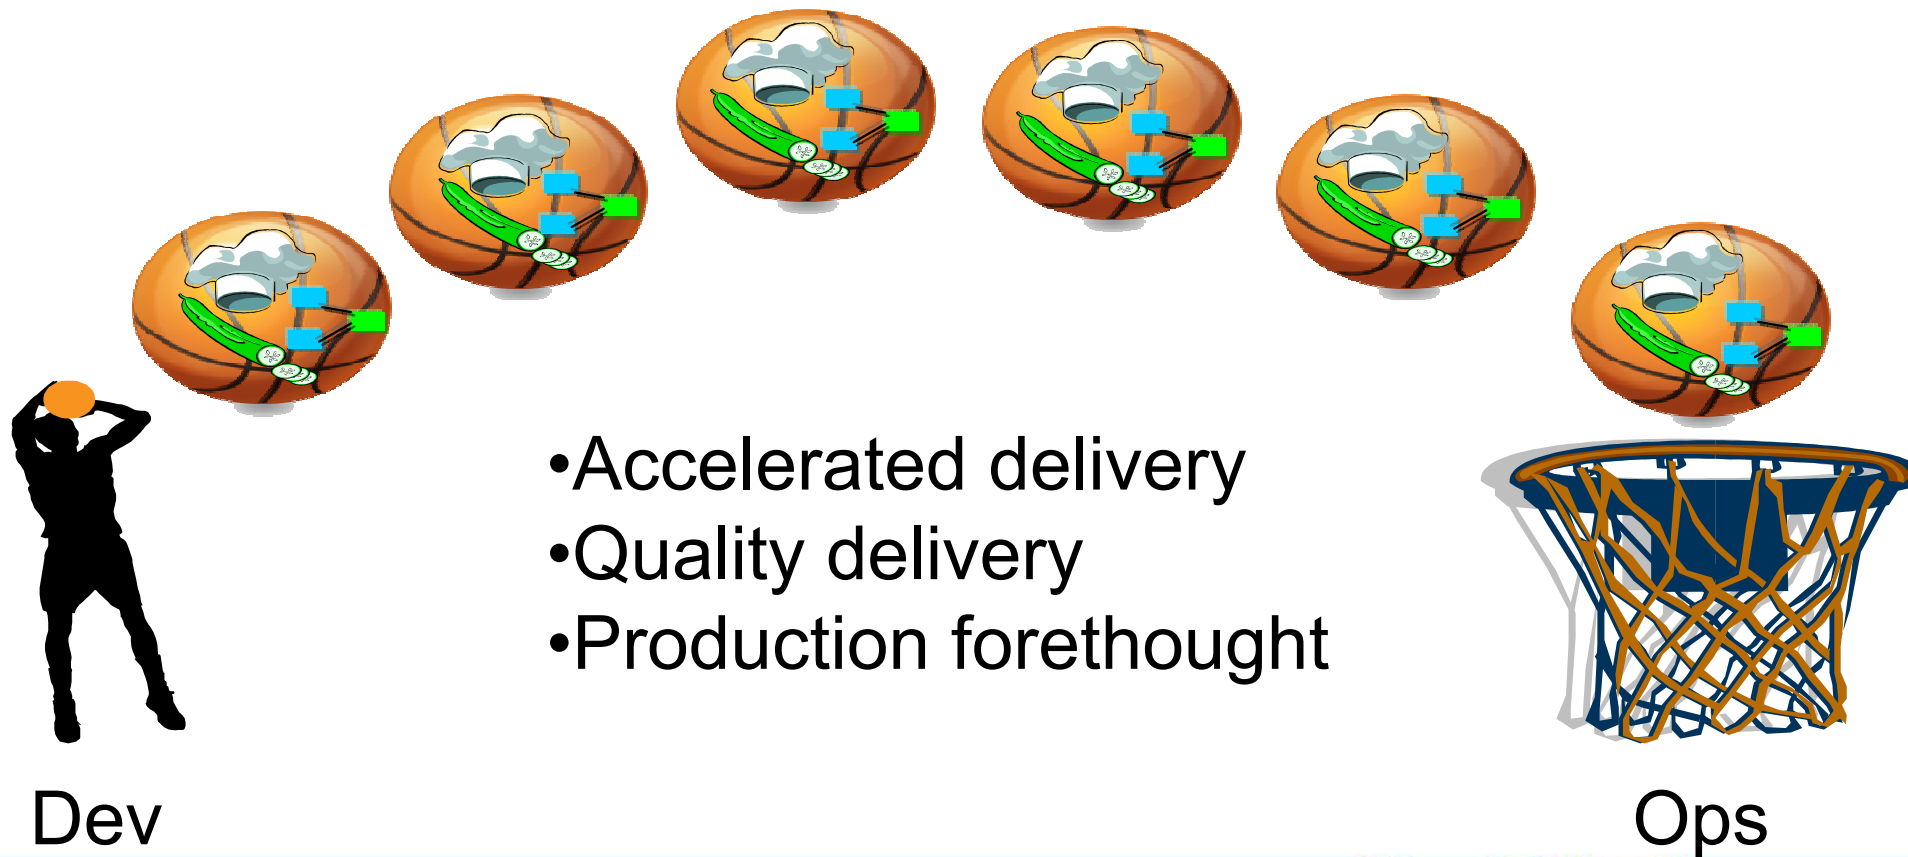 •Accelerated delivery
•Quality delivery
•Production forethought
Dev
Ops